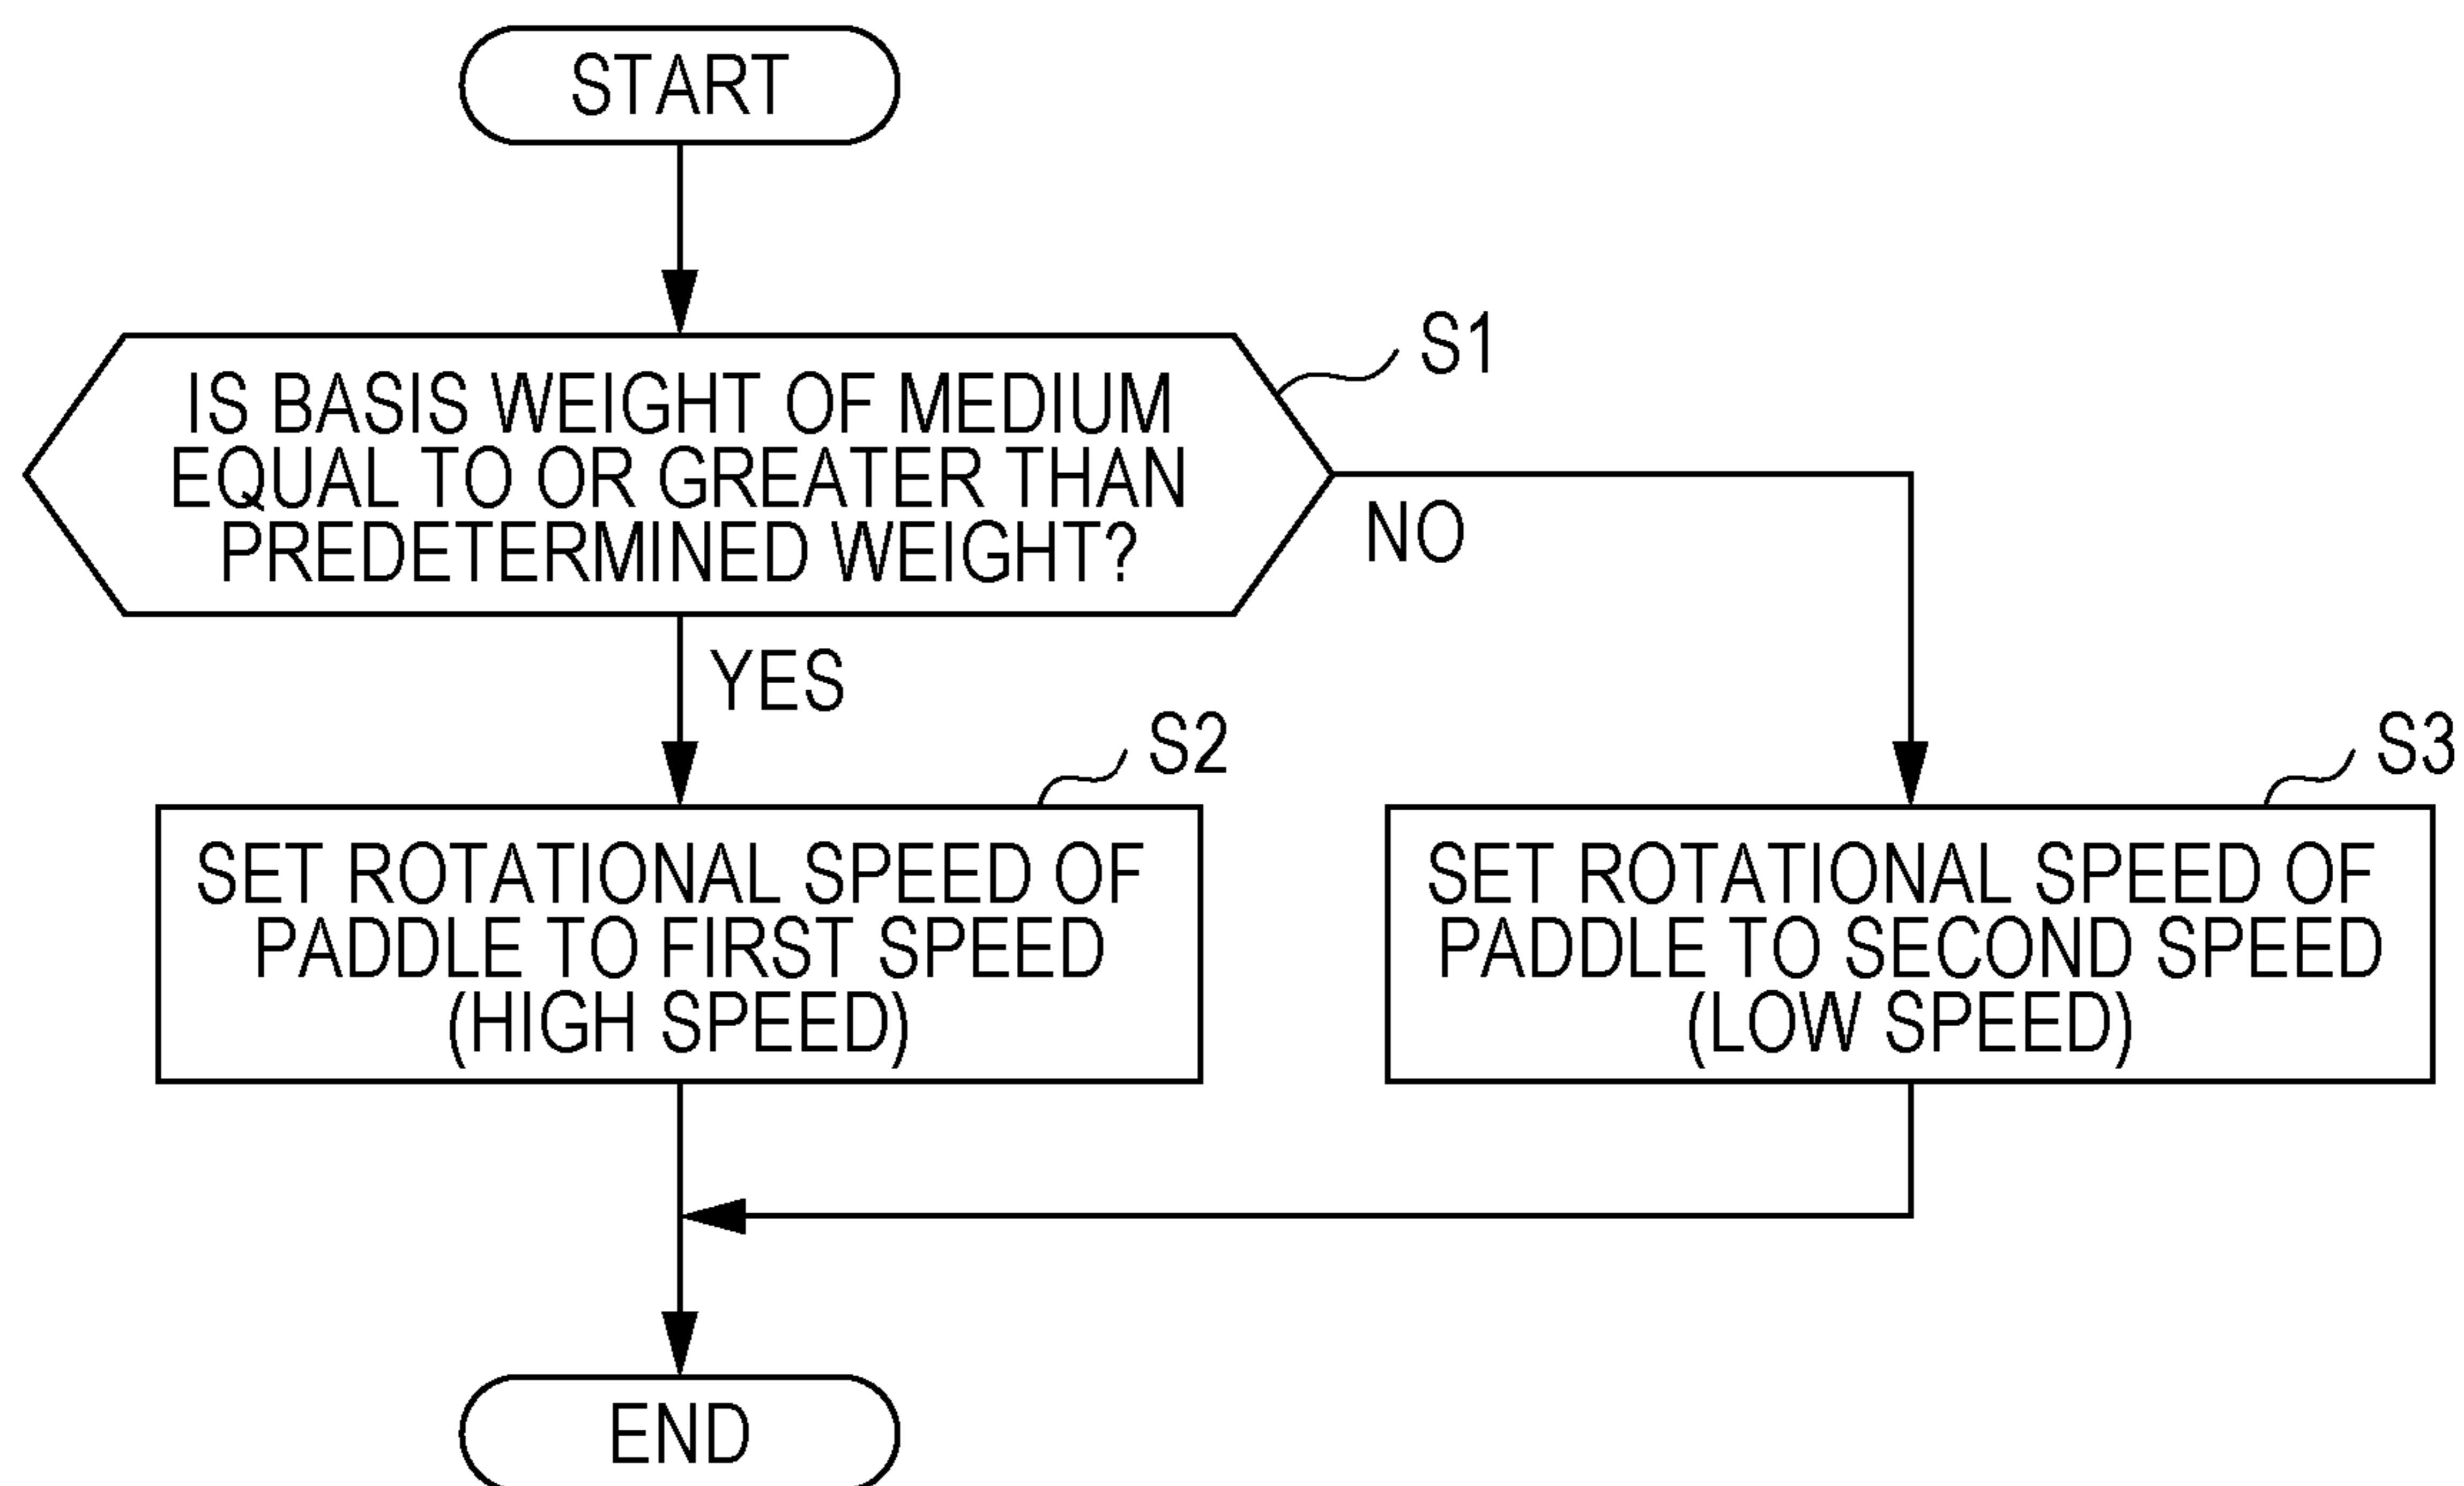 START
S1
IS BASIS WEIGHT OF MEDIUM
EQUAL TO OR GREATER THAN
PREDETERMINED WEIGHT?
NO
YES
S2
SET ROTATIONAL SPEED OF
PADDLE TO FIRST SPEED
(HIGH SPEED)
S3
SET ROTATIONAL SPEED OF
PADDLE TO SECOND SPEED
(LOW SPEED)
END